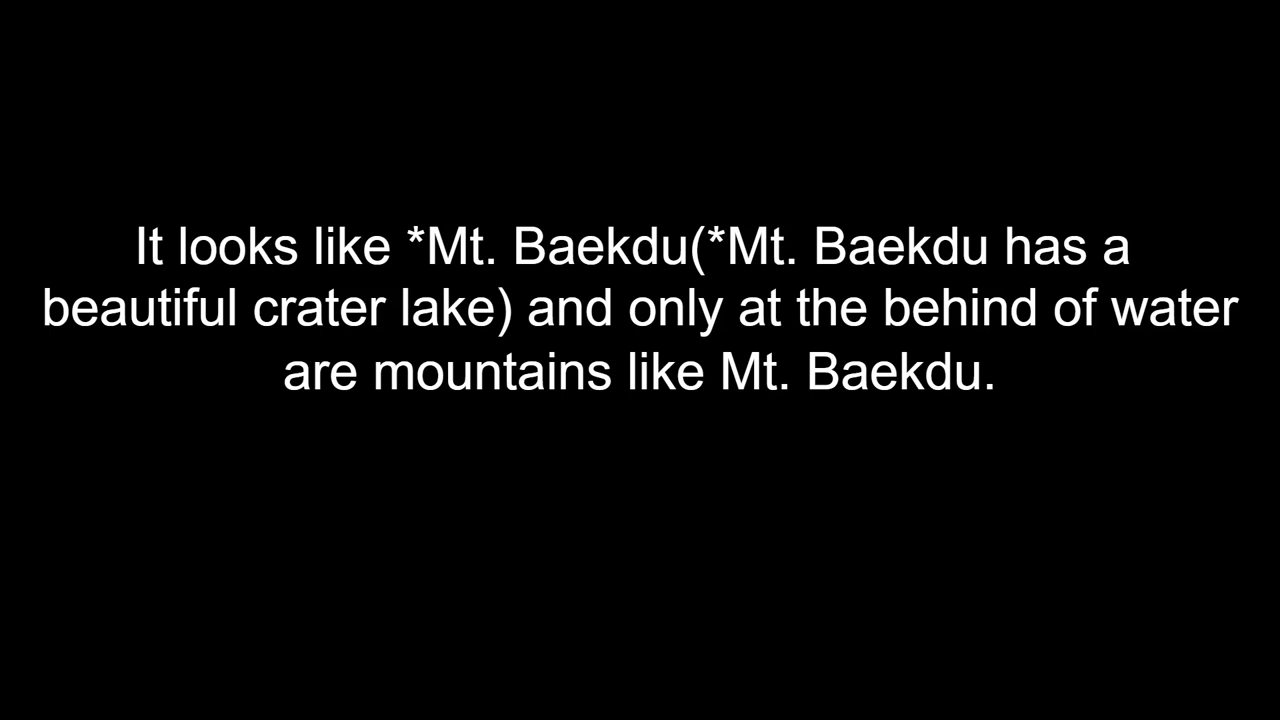 It looks like *Mt. Baekdu(*Mt. Baekdu has a
beautiful crater lake) and only at the behind of water
are mountains like Mt. Baekdu.